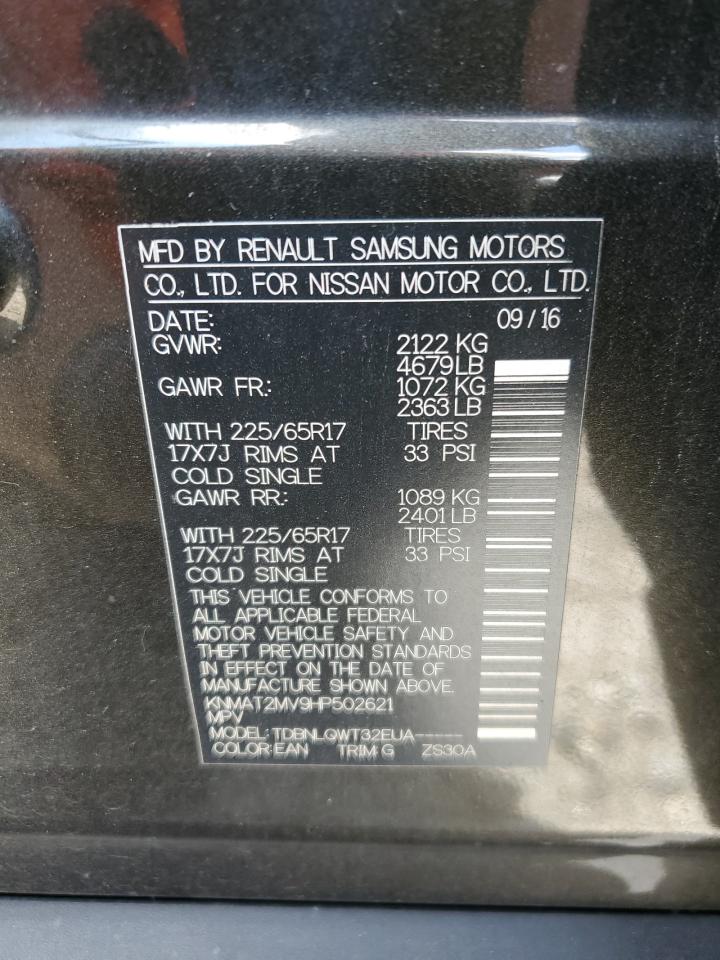 MFD BY RENAULT SAMSUNG MOTORS
CO., LTD. FOR NISSAN MOTOR CO., LTD.
DATE: 09/16
GVWR: 2122 KG
4679LB
GAWR FR.: 1072 KG
2363LB
WITH 225/65R17 TIRES
17X7J RIMS AT 33 PSI
COLD SINGLE
GAWR RR.: 1089 KG
2401LB
WITH 225/65R17 TIRES
17X7J RIMS AT 33 PSI
COLD SINGLE
THIS VEHICLE CONFORMS TO
ALL APPLICABLE FEDERAL
MOTOR VEHICLE SAFETY AND
THEFT PREVENTION STANDARDS
IN EFFECT ON THE DATE OF
MANUFACTURE SHOWN ABOVE.
KNMAT2MV9HP502621
MPV
MODEL: TDBNLQWT32EUA-----
COLOR:EAN TRIM:G ZS30A